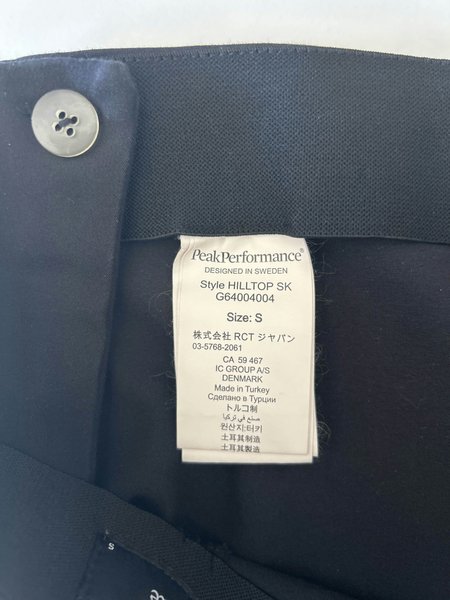 PeakPerformance®
DESIGNED IN SWEDEN
Style HILLTOP SK
G64004004
Size: S
株式会社 RCT ジャパン
03-5768-2061
CA 59 467
IC GROUP A/S
DENMARK
Made in Turkey
Сделано в Турции
トルコ制
صنع في تركيا
원산지:터키
土耳其制造
土耳其製造
S